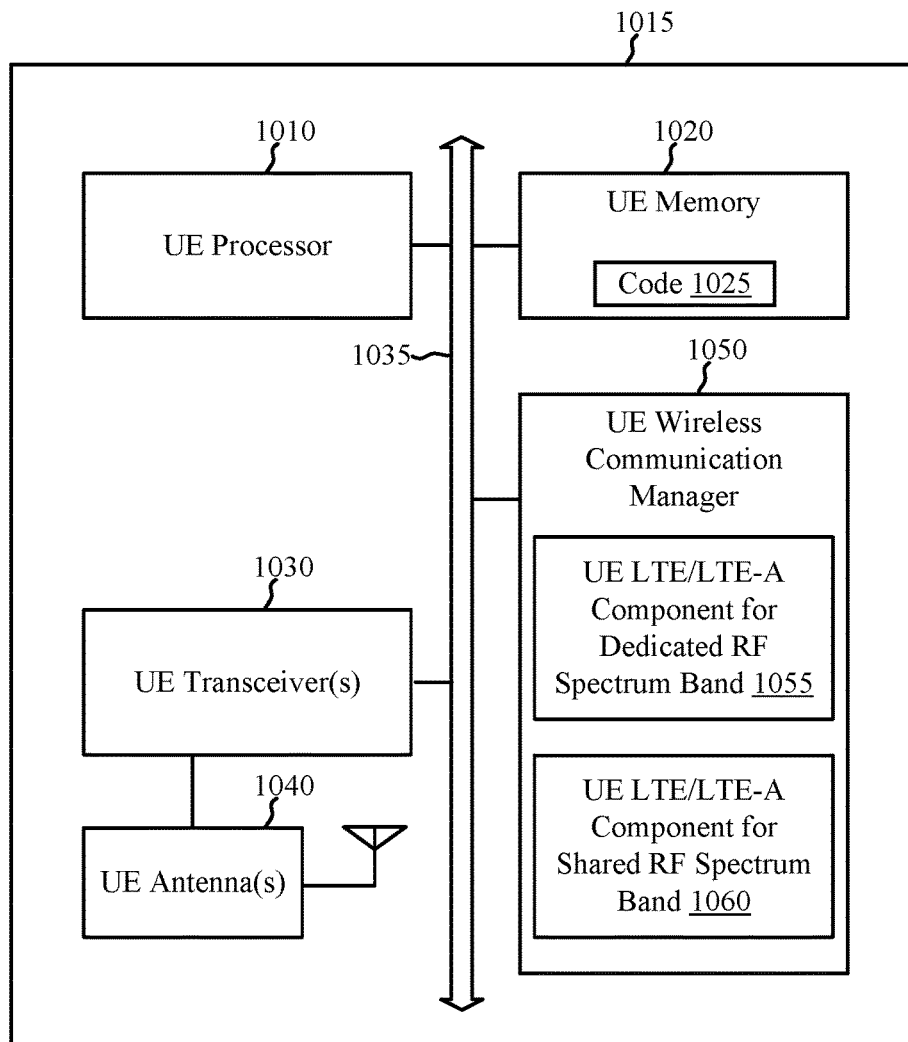 1015
1010
UE Processor
1020
UE Memory
Code 1025
1035
1050
UE Wireless
Communication
Manager
UE LTE/LTE-A
Component for
Dedicated RF
Spectrum Band 1055
UE LTE/LTE-A
Component for
Shared RF Spectrum
Band 1060
1030
UE Transceiver(s)
1040
UE Antenna(s)